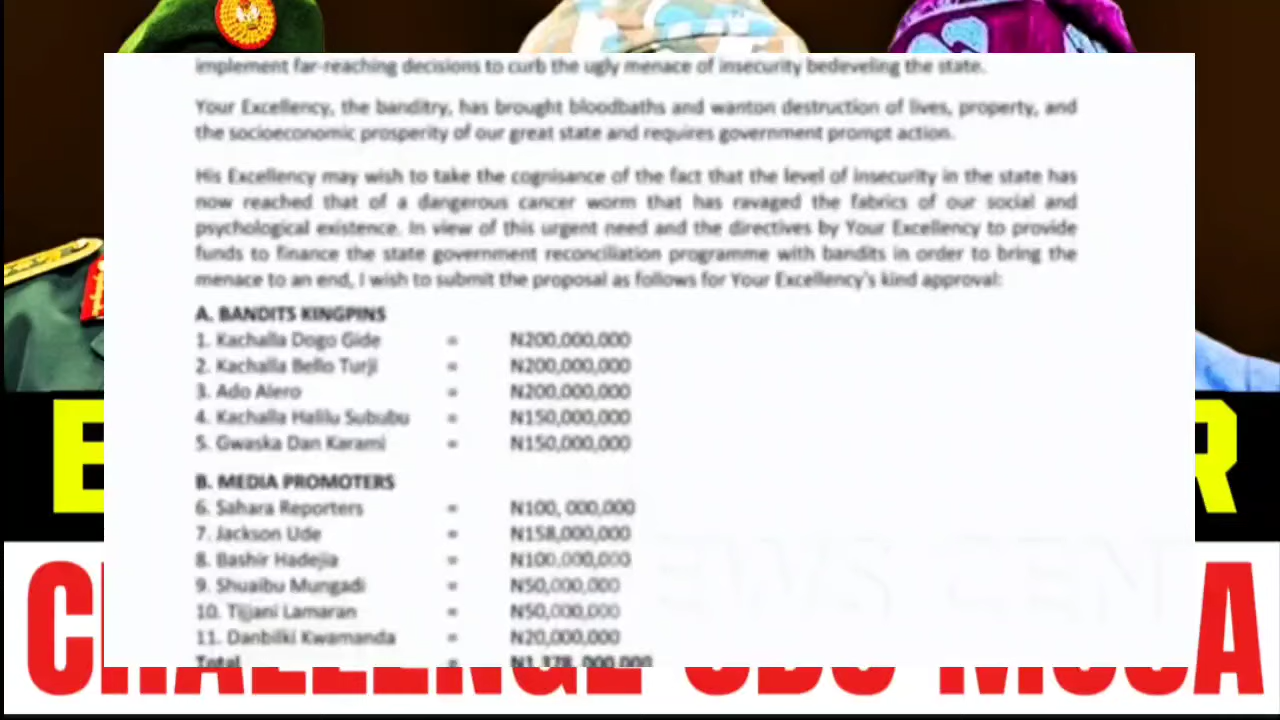 implement far-reaching decisions to curb the ugly menace of insecurity bedeveling the state.
Your Excellency, the banditry, has brought bloodbaths and wanton destruction of lives, property, and
the socioeconomic prosperity of our great state and requires government prompt action.
His Excellency may wish to take the cognisance of the fact that the level of insecurity in the state has
now reached that of a dangerous cancer worm that has ravaged the fabrics of our social and
psychological existence. In view of this urgent need and the directives by Your Excellency to provide
funds to finance the state government reconciliation programme with bandits in order to bring the
menace to an end, I wish to submit the proposal as follows for Your Excellency's kind approval:
A. BANDITS KINGPINS
1. Kachalla Dogo Gide = N200,000,000
2. Kachalla Bello Turji = N200,000,000
3. Ado Alero = N200,000,000
4. Kachalla Halilu Sububu = N150,000,000
5. Gwaska Dan Karami = N150,000,000
B. MEDIA PROMOTERS
6. Sahara Reporters = N100, 000,000
7. Jackson Ude = N158,000,000
8. Bashir Hadejia = N100,000,000
9. Shuaibu Mungadi = N50,000,000
10. Tijjani Lamaran = N50,000,000
11. Danbilki Kwamanda = N20,000,000
Total = N1,378, 000,000
E R
CHALLENGE